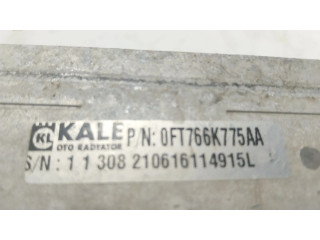 KL KALE P/N: 0FT766K775AA
OTO RADYATÖR
S/N : 1 1 308 210616114915L